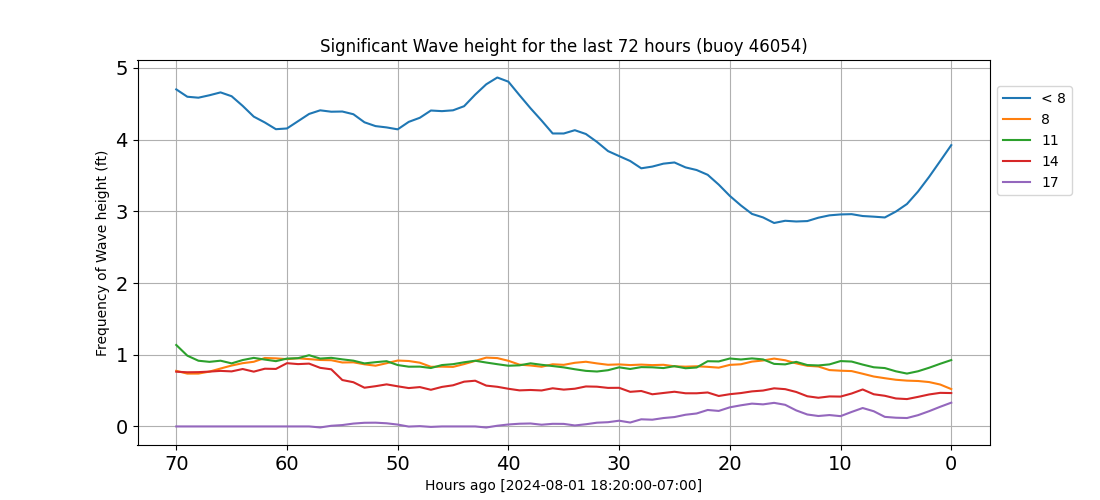 Significant Wave height for the last 72 hours (buoy 46054)
Frequency of Wave height (ft)
5
4
3
2
1
0
70 60 50 40 30 20 10 0
Hours ago [2024-08-01 18:20:00-07:00]
< 8
8
11
14
17